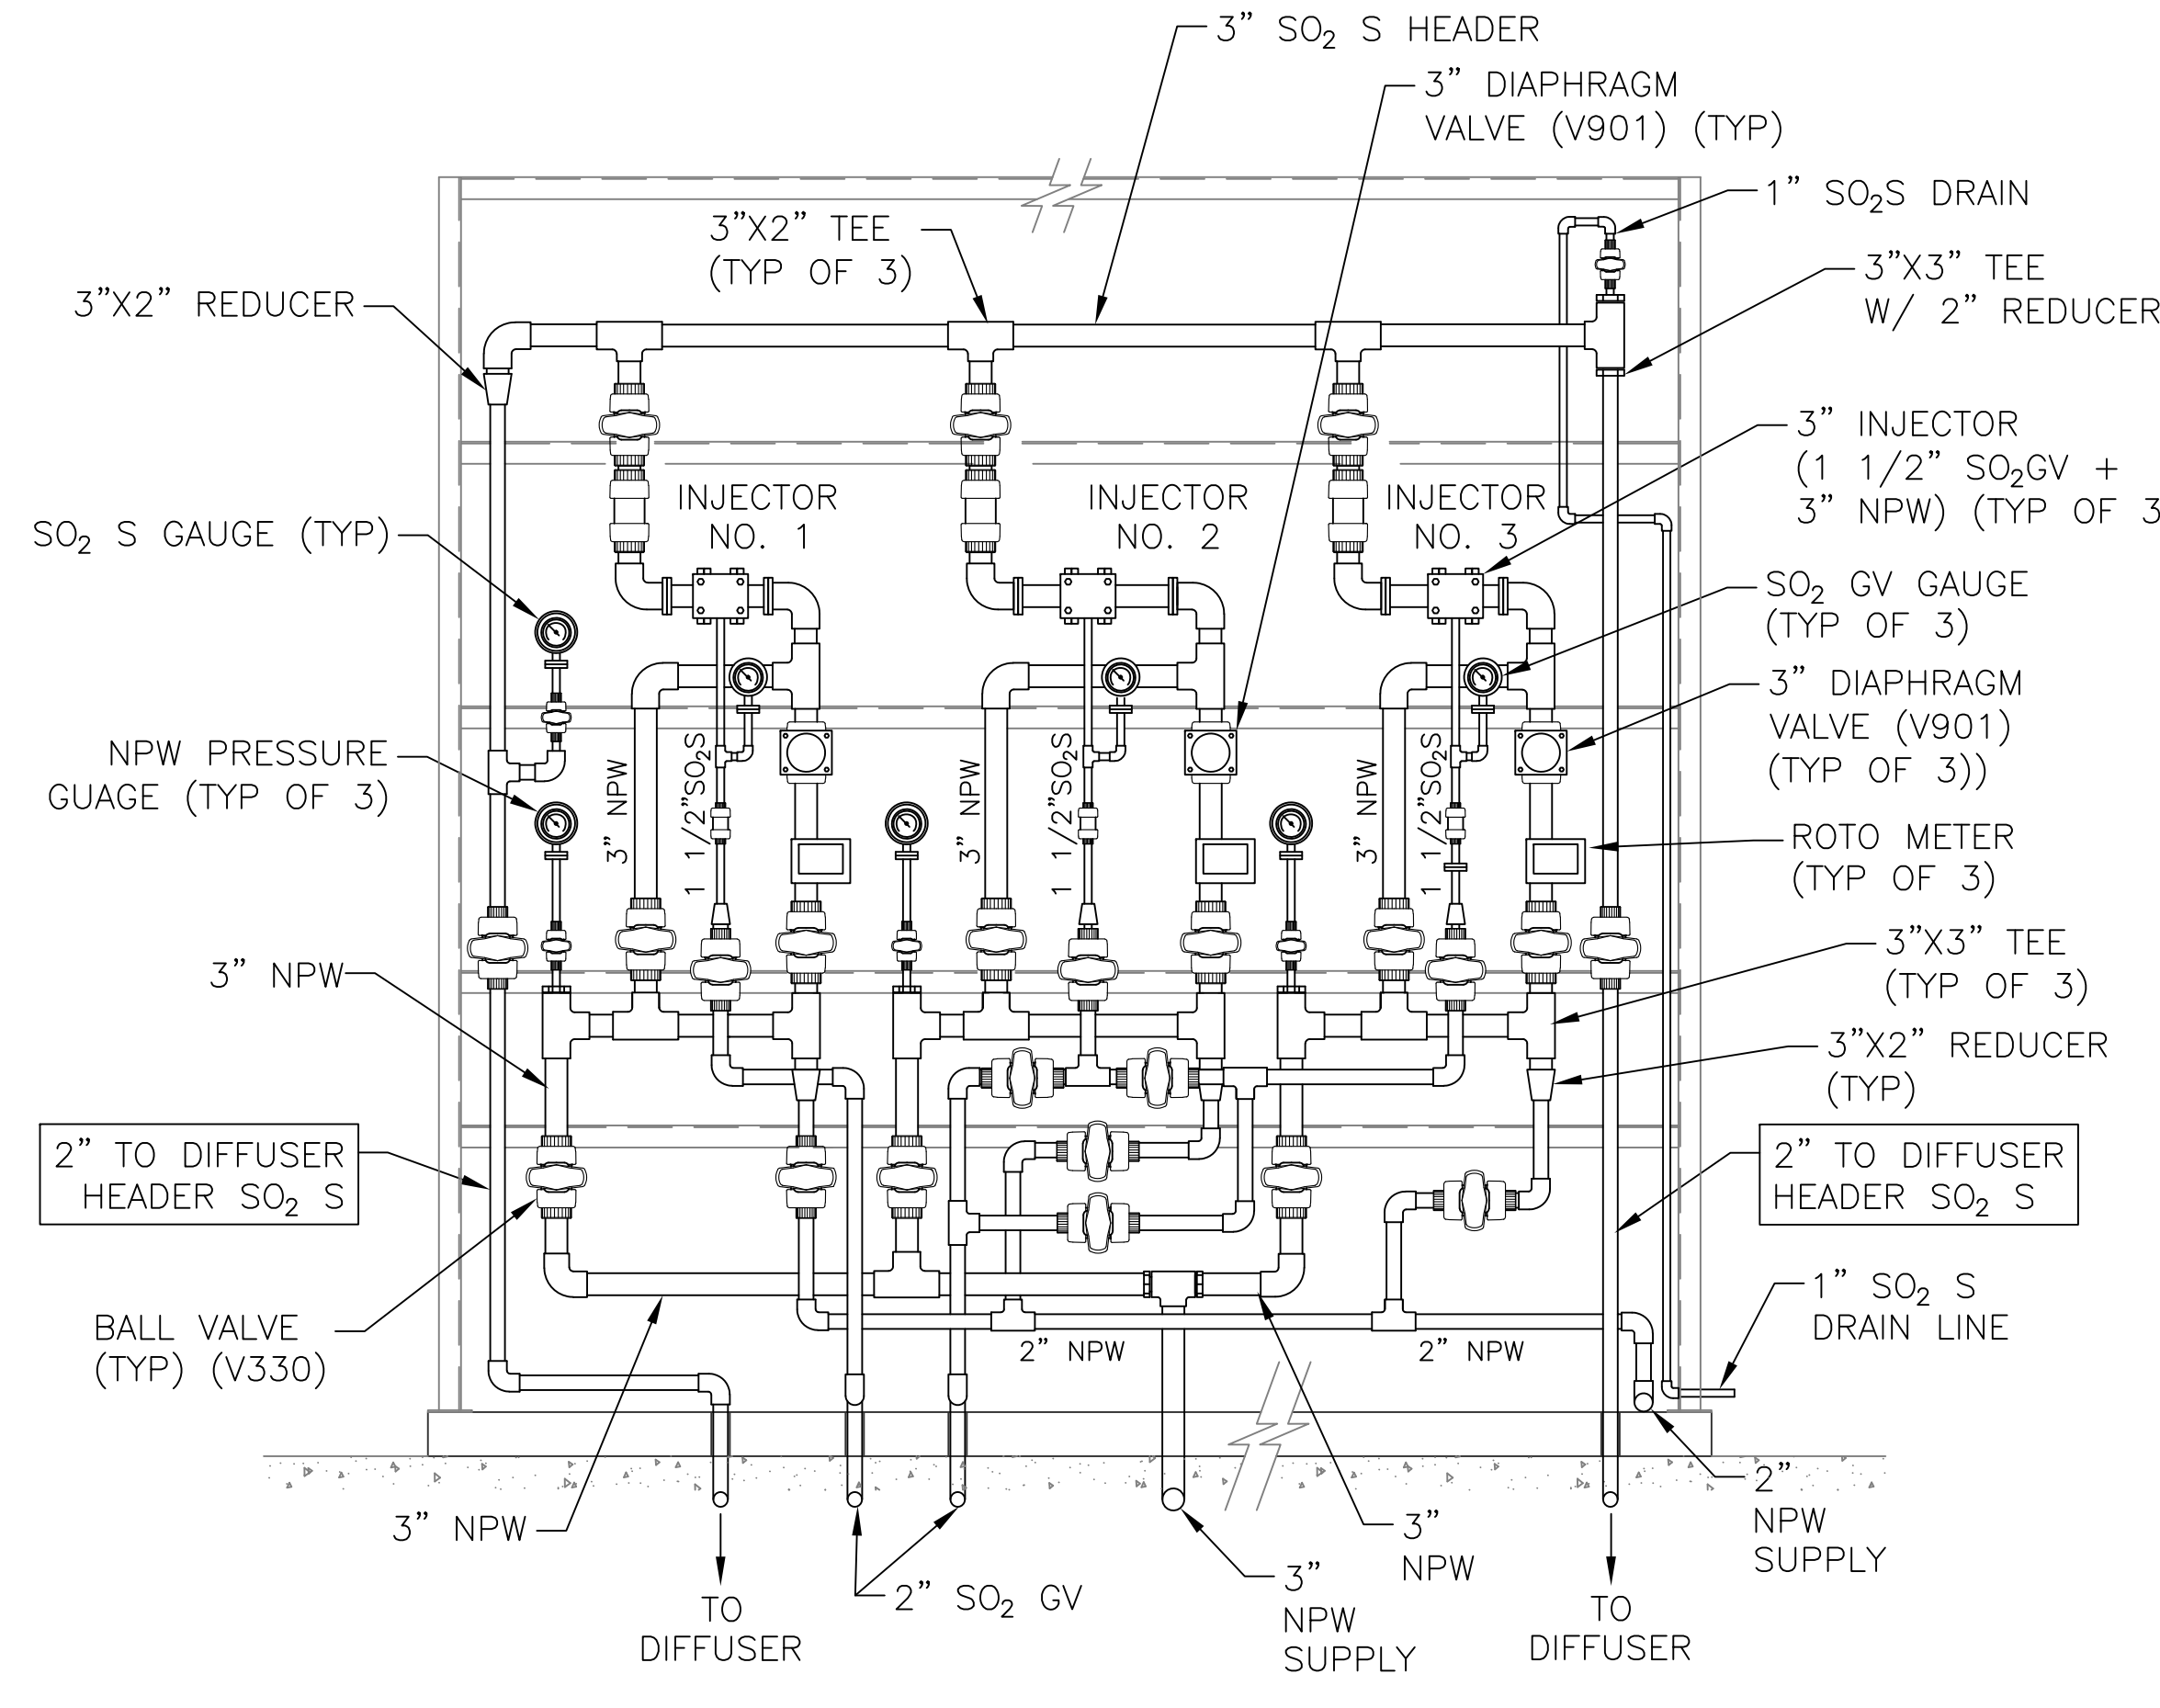 3” SO₂ S HEADER
3” DIAPHRAGM
VALVE (V901) (TYP)
1” SO₂S DRAIN
3”X2” TEE
(TYP OF 3)
3”X3” TEE
W/ 2” REDUCER
3”X2” REDUCER
3” INJECTOR
(1 1/2” SO₂GV +
3” NPW) (TYP OF 3
INJECTOR
NO. 1
INJECTOR
NO. 2
INJECTOR
NO. 3
SO₂ S GAUGE (TYP)
SO₂ GV GAUGE
(TYP OF 3)
3” DIAPHRAGM
VALVE (V901)
(TYP OF 3))
NPW PRESSURE
GUAGE (TYP OF 3)
3” NPW
1 1/2”SO₂S
3” NPW
1 1/2”SO₂S
3” NPW
1 1/2”SO₂S
ROTO METER
(TYP OF 3)
3” NPW
3”X3” TEE
(TYP OF 3)
3”X2” REDUCER
(TYP)
2” TO DIFFUSER
HEADER SO₂ S
2” TO DIFFUSER
HEADER SO₂ S
BALL VALVE
(TYP) (V330)
1” SO₂ S
DRAIN LINE
2” NPW
2” NPW
3” NPW
2” SO₂ GV
3”
NPW
SUPPLY
3”
NPW
2”
NPW
SUPPLY
TO
DIFFUSER
TO
DIFFUSER